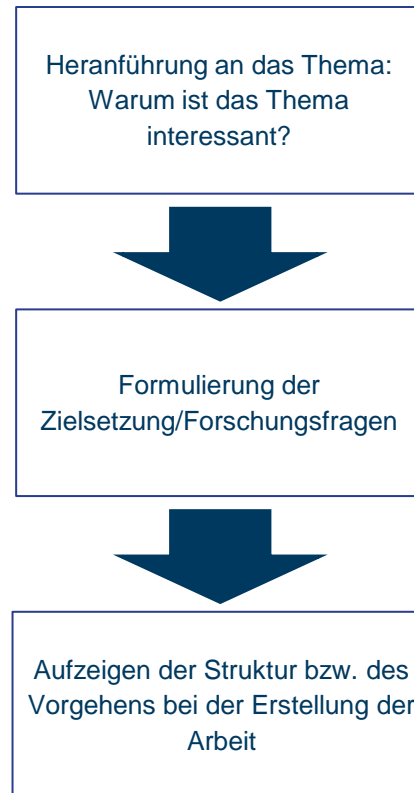 Heranführung an das Thema:
Warum ist das Thema
interessant?
Formulierung der
Zielsetzung/Forschungsfragen
Aufzeigen der Struktur bzw. des
Vorgehens bei der Erstellung der
Arbeit